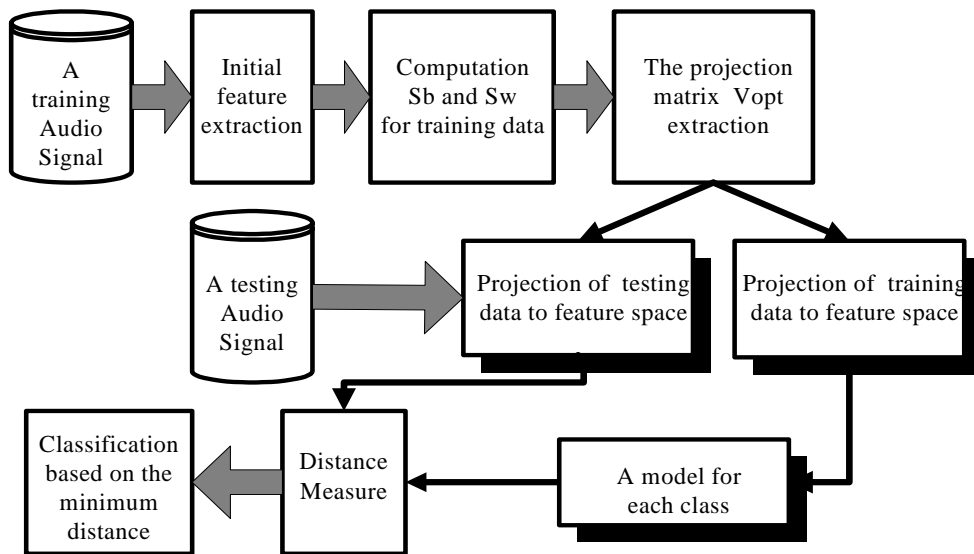 A
training
Audio
Signal
Initial
feature
extraction
Computation
Sb and Sw
for training data
The projection
matrix Vopt
extraction
A testing
Audio
Signal
Projection of testing
data to feature space
Projection of training
data to feature space
Classification
based on the
minimum
distance
Distance
Measure
A model for
each class